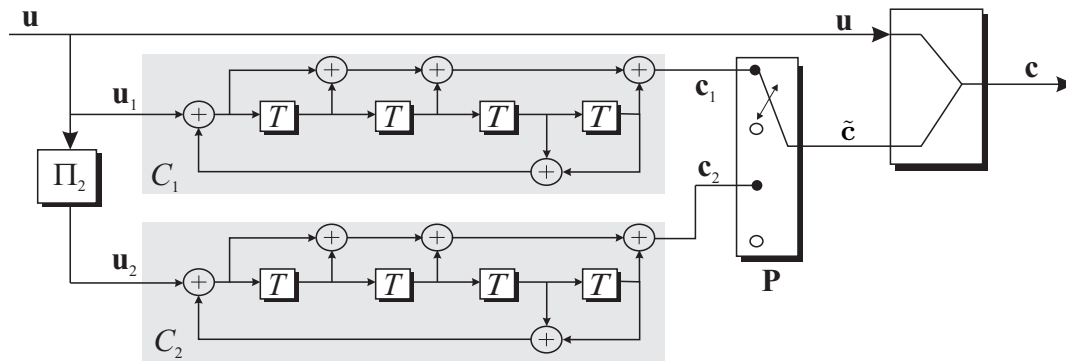 u u
c
u₁ T T T T c₁
c̃
Π₂ C₁ c₂
u₂ T T T T
P
C₂